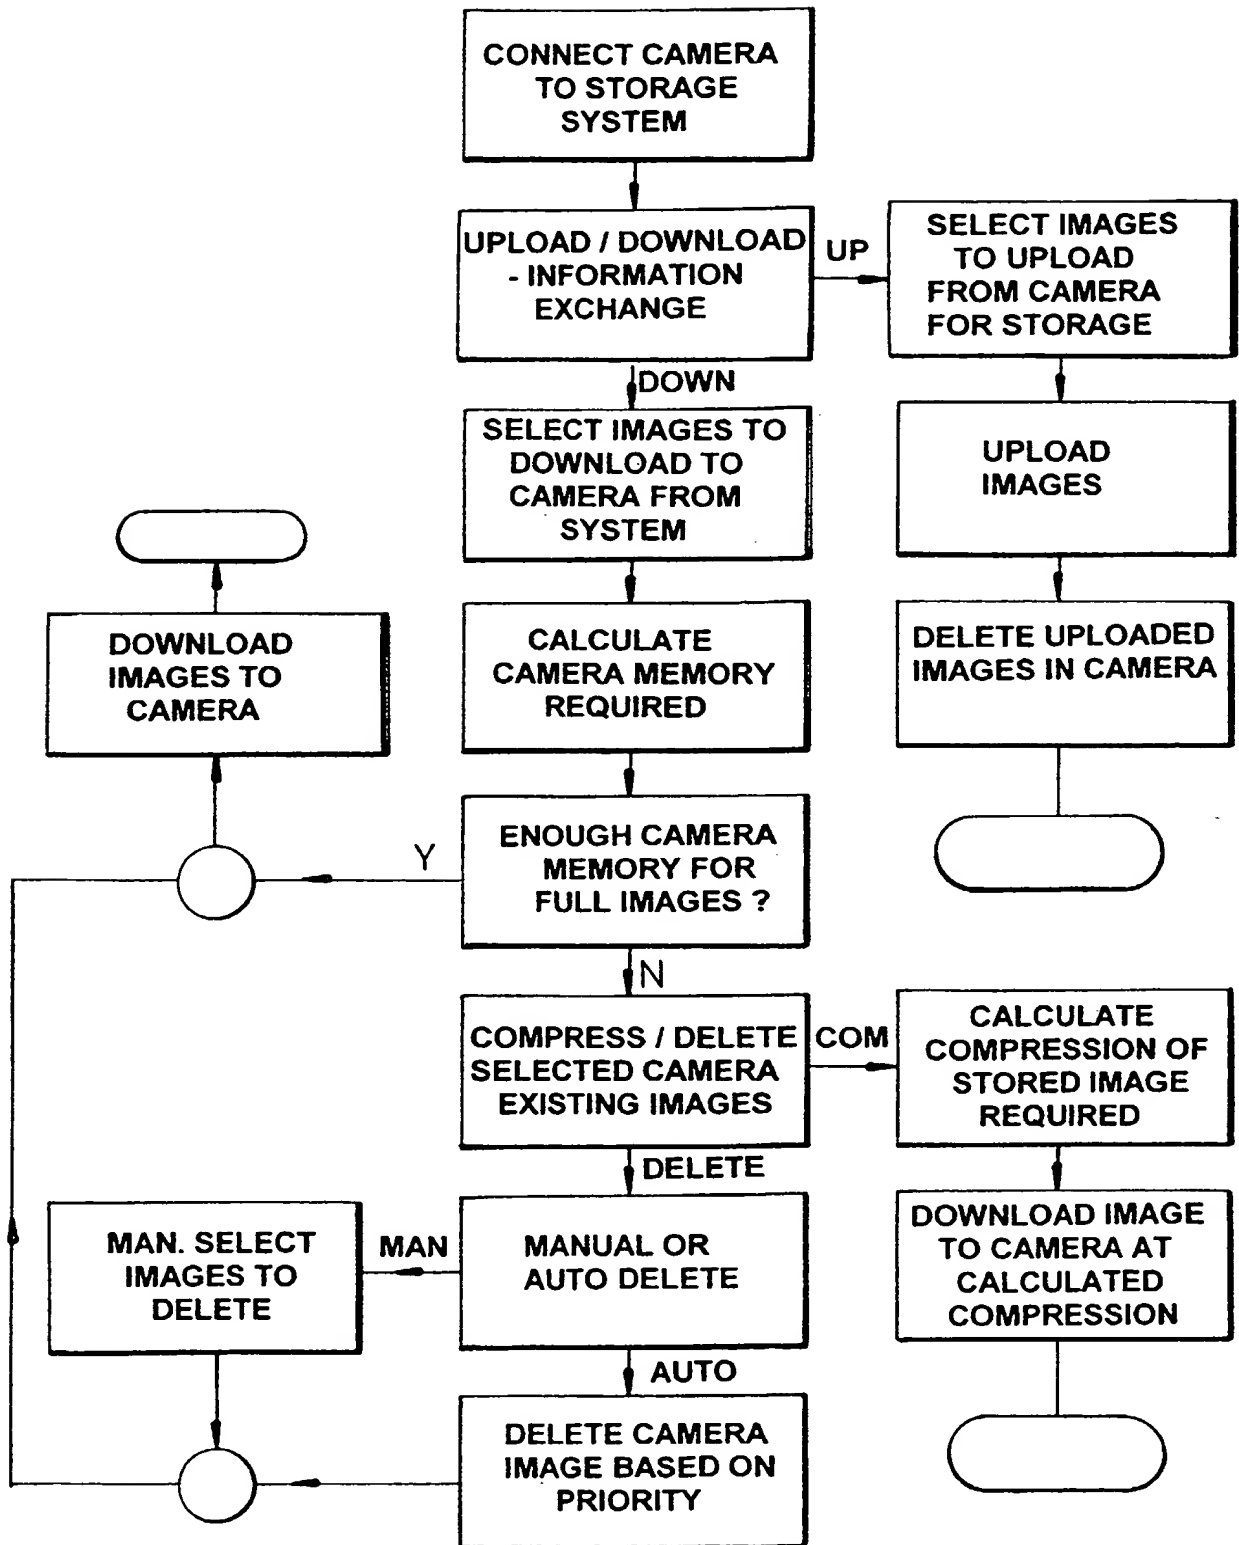 CONNECT CAMERA
TO STORAGE
SYSTEM
UPLOAD / DOWNLOAD
- INFORMATION
EXCHANGE
UP
SELECT IMAGES
TO UPLOAD
FROM CAMERA
FOR STORAGE
DOWN
SELECT IMAGES TO
DOWNLOAD TO
CAMERA FROM
SYSTEM
UPLOAD
IMAGES
DOWNLOAD
IMAGES TO
CAMERA
CALCULATE
CAMERA MEMORY
REQUIRED
DELETE UPLOADED
IMAGES IN CAMERA
Y
ENOUGH CAMERA
MEMORY FOR
FULL IMAGES ?
N
COMPRESS / DELETE
SELECTED CAMERA
EXISTING IMAGES
COM
CALCULATE
COMPRESSION OF
STORED IMAGE
REQUIRED
DELETE
MAN. SELECT
IMAGES TO
DELETE
MAN
MANUAL OR
AUTO DELETE
DOWNLOAD IMAGE
TO CAMERA AT
CALCULATED
COMPRESSION
AUTO
DELETE CAMERA
IMAGE BASED ON
PRIORITY